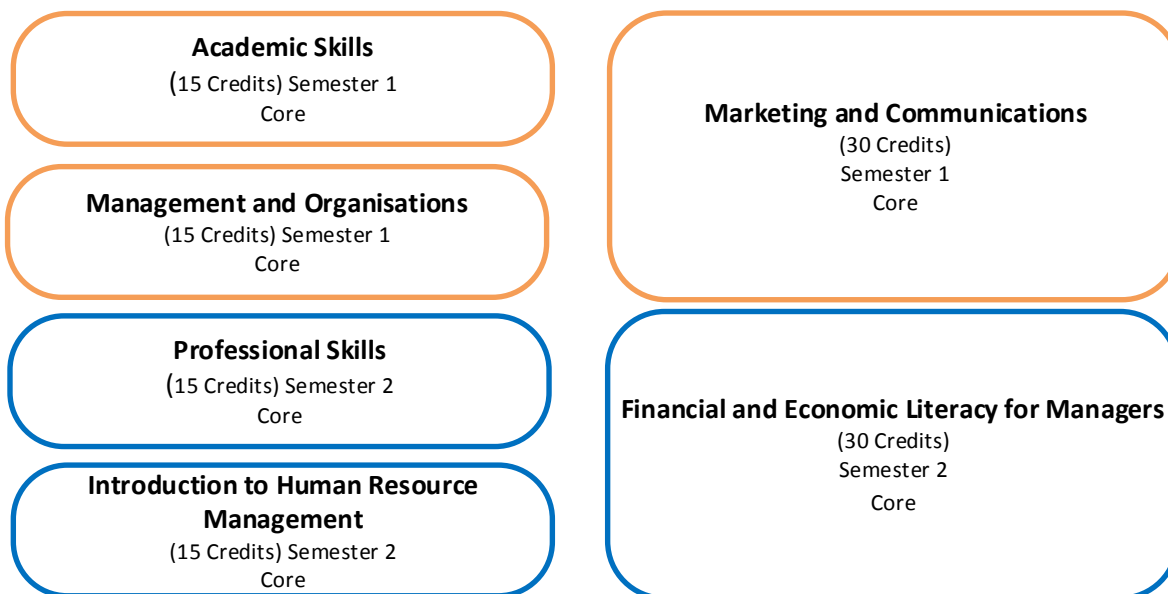 Academic Skills
(15 Credits) Semester 1
Core
Management and Organisations
(15 Credits) Semester 1
Core
Professional Skills
(15 Credits) Semester 2
Core
Introduction to Human Resource
Management
(15 Credits) Semester 2
Core
Marketing and Communications
(30 Credits)
Semester 1
Core
Financial and Economic Literacy for Managers
(30 Credits)
Semester 2
Core